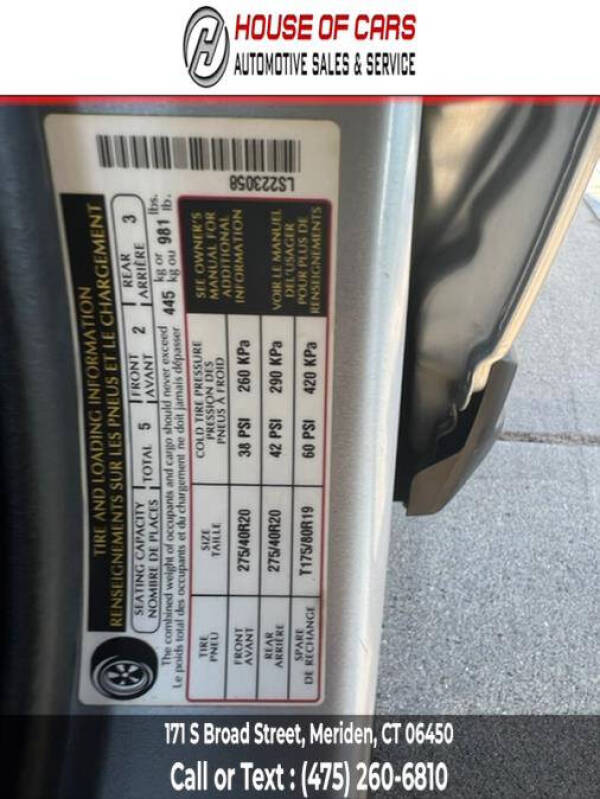 HOUSE OF CARS
AUTOMOTIVE SALES & SERVICE
TIRE AND LOADING INFORMATION
RENSEIGNEMENTS SUR LES PNEUS ET LE CHARGEMENT
SEATING CAPACITY TOTAL 5 FRONT 2 REAR 3
NOMBRE DE PLACES AVANT ARRIÈRE
The combined weight of occupants and cargo should never exceed 445 kg or 981 lbs.
Le poids total des occupants et du chargement ne doit jamais dépasser kg ou lb.
TIRE SIZE COLD TIRE PRESSURE SEE OWNER'S
PNEU TAILLE PRESSION DES MANUAL FOR
PNEUS À FROID ADDITIONAL
INFORMATION
FRONT 275/40R20 38 PSI 260 KPa
AVANT
REAR 275/40R20 42 PSI 290 KPa VOIR LE MANUEL
ARRIÈRE DE L'USAGER
SPARE T175/80R19 60 PSI 420 KPa POUR PLUS DE
DE RECHANGE RENSEIGNEMENTS
LS223058
171 S Broad Street, Meriden, CT 06450
Call or Text : (475) 260-6810